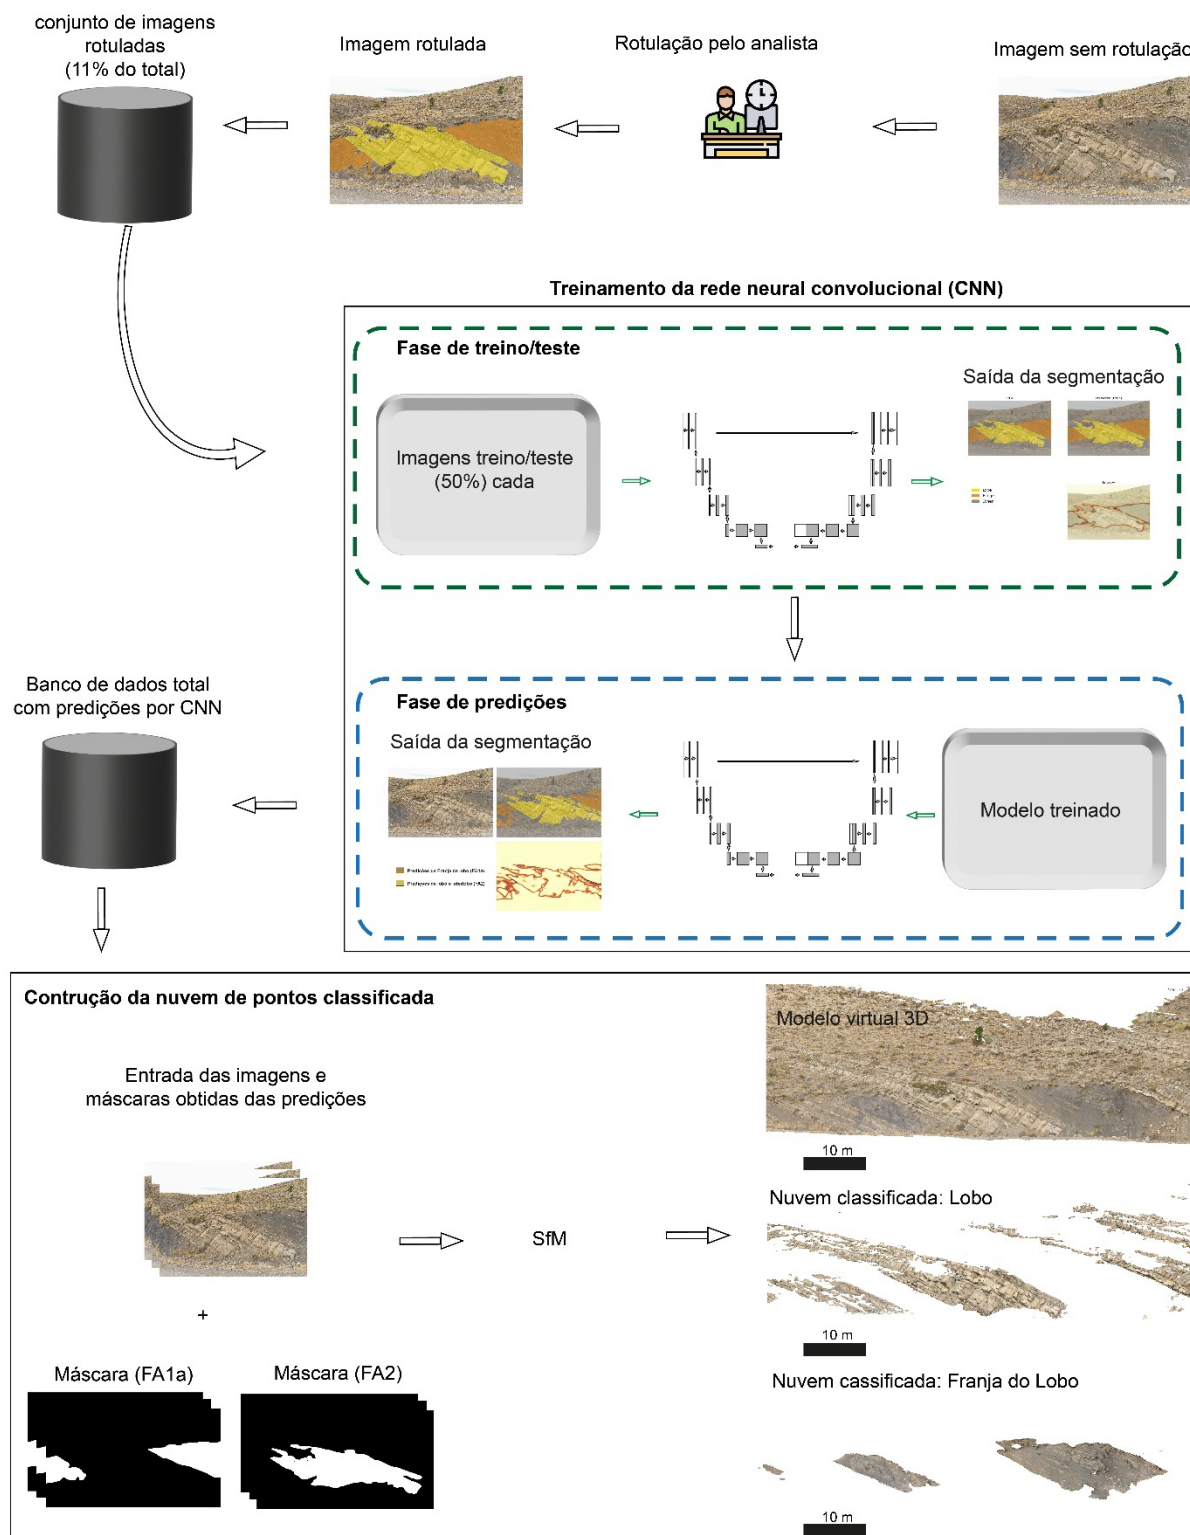 conjunto de imagens
rotuladas
(11% do total)
Imagem rotulada
Rotulação pelo analista
Imagem sem rotulação
Treinamento da rede neural convolucional (CNN)
Fase de treino/teste
Saída da segmentação
Imagens treino/teste
(50%) cada
Banco de dados total
com predições por CNN
Fase de predições
Saída da segmentação
Modelo treinado
Contrução da nuvem de pontos classificada
Modelo virtual 3D
Entrada das imagens e
máscaras obtidas das predições
10 m
Nuvem classificada: Lobo
SfM
+
10 m
Máscara (FA1a)
Máscara (FA2)
Nuvem cassificada: Franja do Lobo
10 m